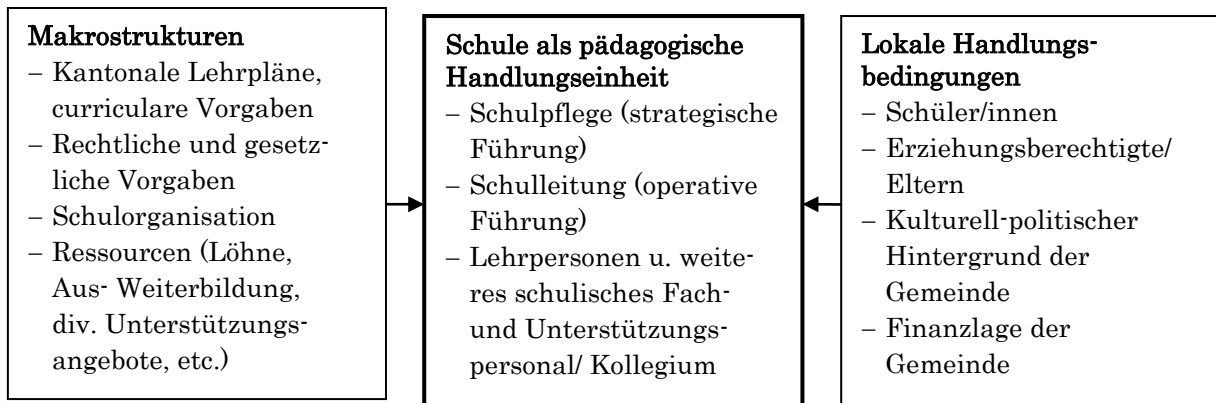 Makrostrukturen
– Kantonale Lehrpläne,
curriculare Vorgaben
– Rechtliche und gesetz-
liche Vorgaben
– Schulorganisation
– Ressourcen (Löhne,
Aus- Weiterbildung,
div. Unterstützungs-
angebote, etc.)
Schule als pädagogische
Handlungseinheit
– Schulpflege (strategische
Führung)
– Schulleitung (operative
Führung)
– Lehrpersonen u. weite-
res schulisches Fach-
und Unterstützungs-
personal/ Kollegium
Lokale Handlungs-
bedingungen
– Schüler/innen
– Erziehungsberechtigte/
Eltern
– Kulturell-politischer
Hintergrund der
Gemeinde
– Finanzlage der
Gemeinde